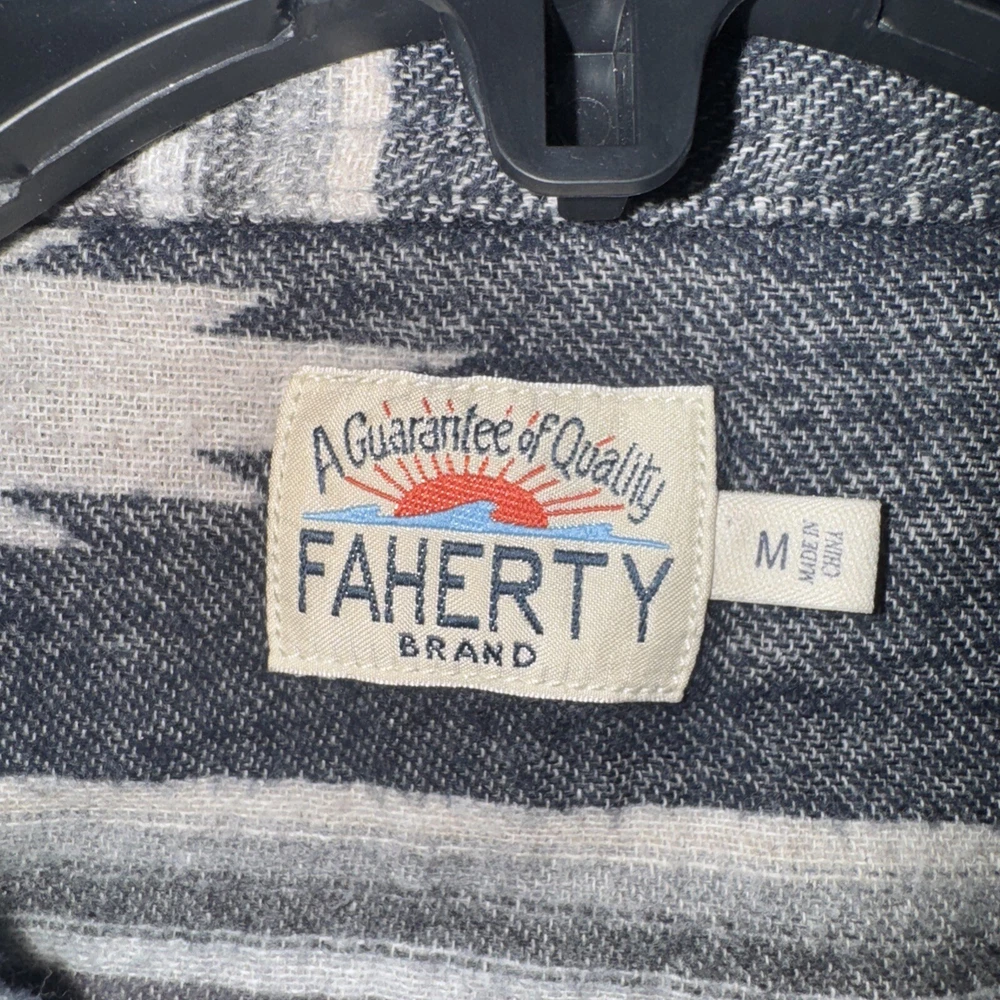 A Guarantee of Quality
FAHERTY
BRAND
M
MADE IN
CHINA